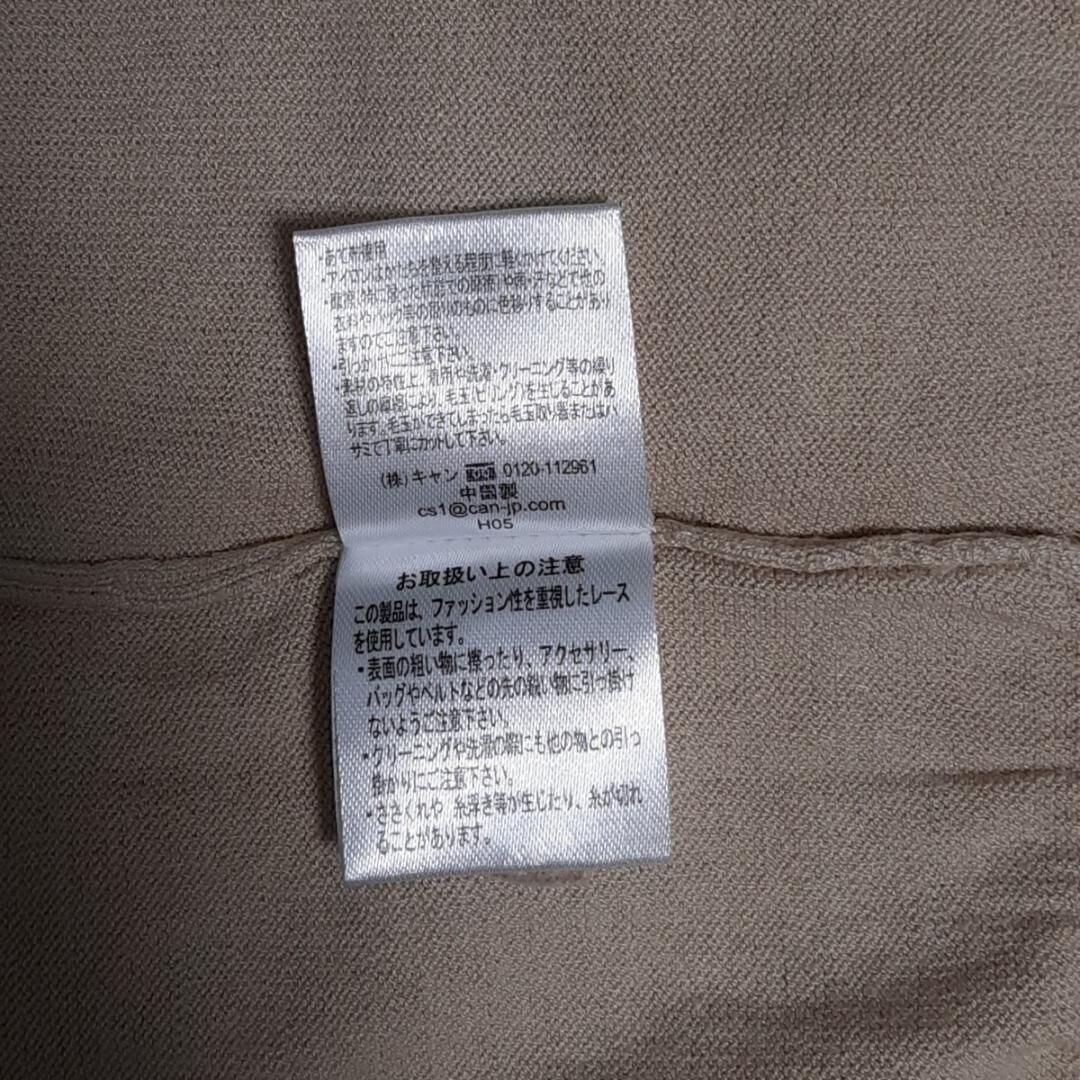 ・あて布使用
・アイロンはかたちを整える程度に軽くかけてください。
・摩擦(特に湿った状態での摩擦)や雨・汗などで他の
衣料やバッグ等の身回りのものに色移りすることがあり
ますのでご注意下さい。
・引っかけにご注意下さい。
・素材の特性上、着用や洗濯・クリーニング等の繰り
返しの摩擦により、毛玉(ピリング)を生じることがあ
ります。毛玉ができてしまったら毛玉取り器またはハ
サミで丁寧にカットして下さい。
(株)キャン 0120-112961
中国製
cs1@can-jp.com
H05
お取扱い上の注意
この製品は、ファッション性を重視したレース
を使用しています。
・表面の粗い物に擦ったり、アクセサリー、
バッグやベルトなどの先の鋭い物に引っ掛け
ないようご注意下さい。
・クリーニングや洗濯の際にも他の物との引っ
掛かりにご注意下さい。
・ささくれや 糸浮き等が生じたり、糸が切れ
ることがあります。